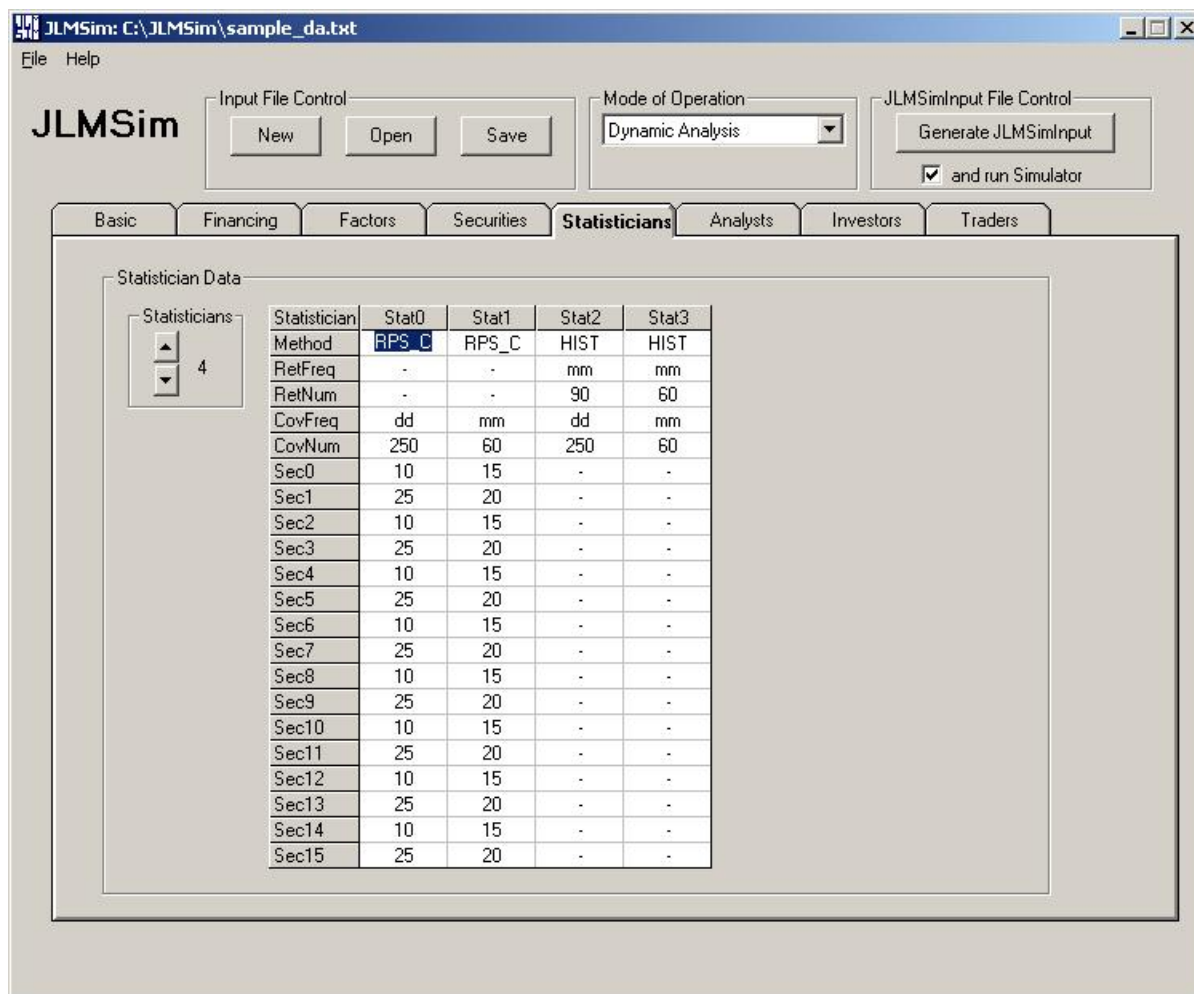 JLMSim: C:\JLMSim\sample_da.txt
File Help
JLMSim
Input File Control
New Open Save
Mode of Operation
Dynamic Analysis
JLMSimInput File Control
Generate JLMSimInput
and run Simulator
Basic Financing Factors Securities Statisticians Analysts Investors Traders
Statistician Data
Statisticians
4
Statistician Stat0 Stat1 Stat2 Stat3
Method RPS_C RPS_C HIST HIST
RetFreq - - mm mm
RetNum - - 90 60
CovFreq dd mm dd mm
CovNum 250 60 250 60
Sec0 10 15 - -
Sec1 25 20 - -
Sec2 10 15 - -
Sec3 25 20 - -
Sec4 10 15 - -
Sec5 25 20 - -
Sec6 10 15 - -
Sec7 25 20 - -
Sec8 10 15 - -
Sec9 25 20 - -
Sec10 10 15 - -
Sec11 25 20 - -
Sec12 10 15 - -
Sec13 25 20 - -
Sec14 10 15 - -
Sec15 25 20 - -